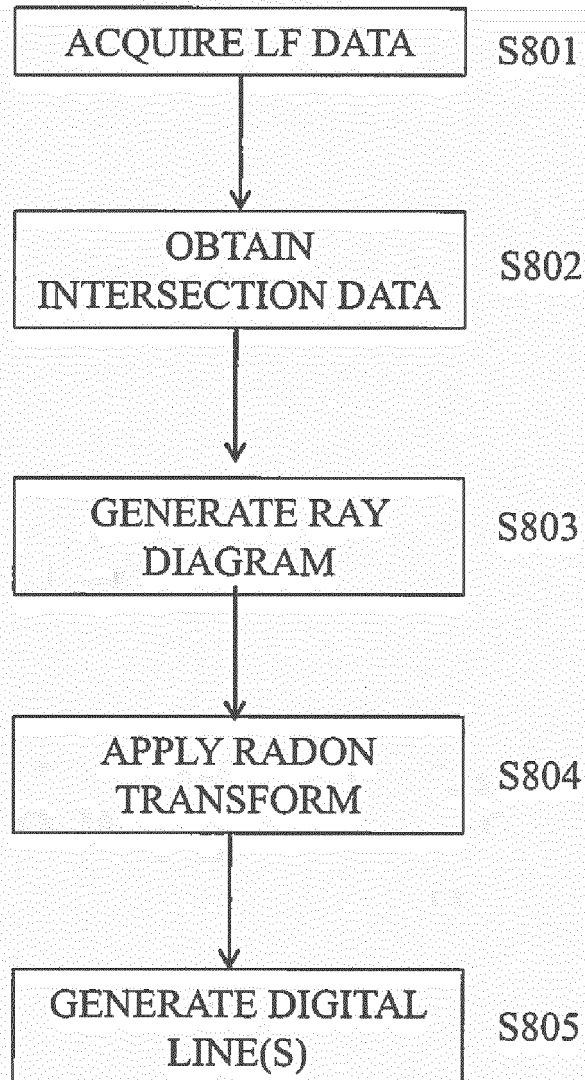 ACQUIRE LF DATA S801
OBTAIN
INTERSECTION DATA S802
GENERATE RAY
DIAGRAM S803
APPLY RADON
TRANSFORM S804
GENERATE DIGITAL
LINE(S) S805